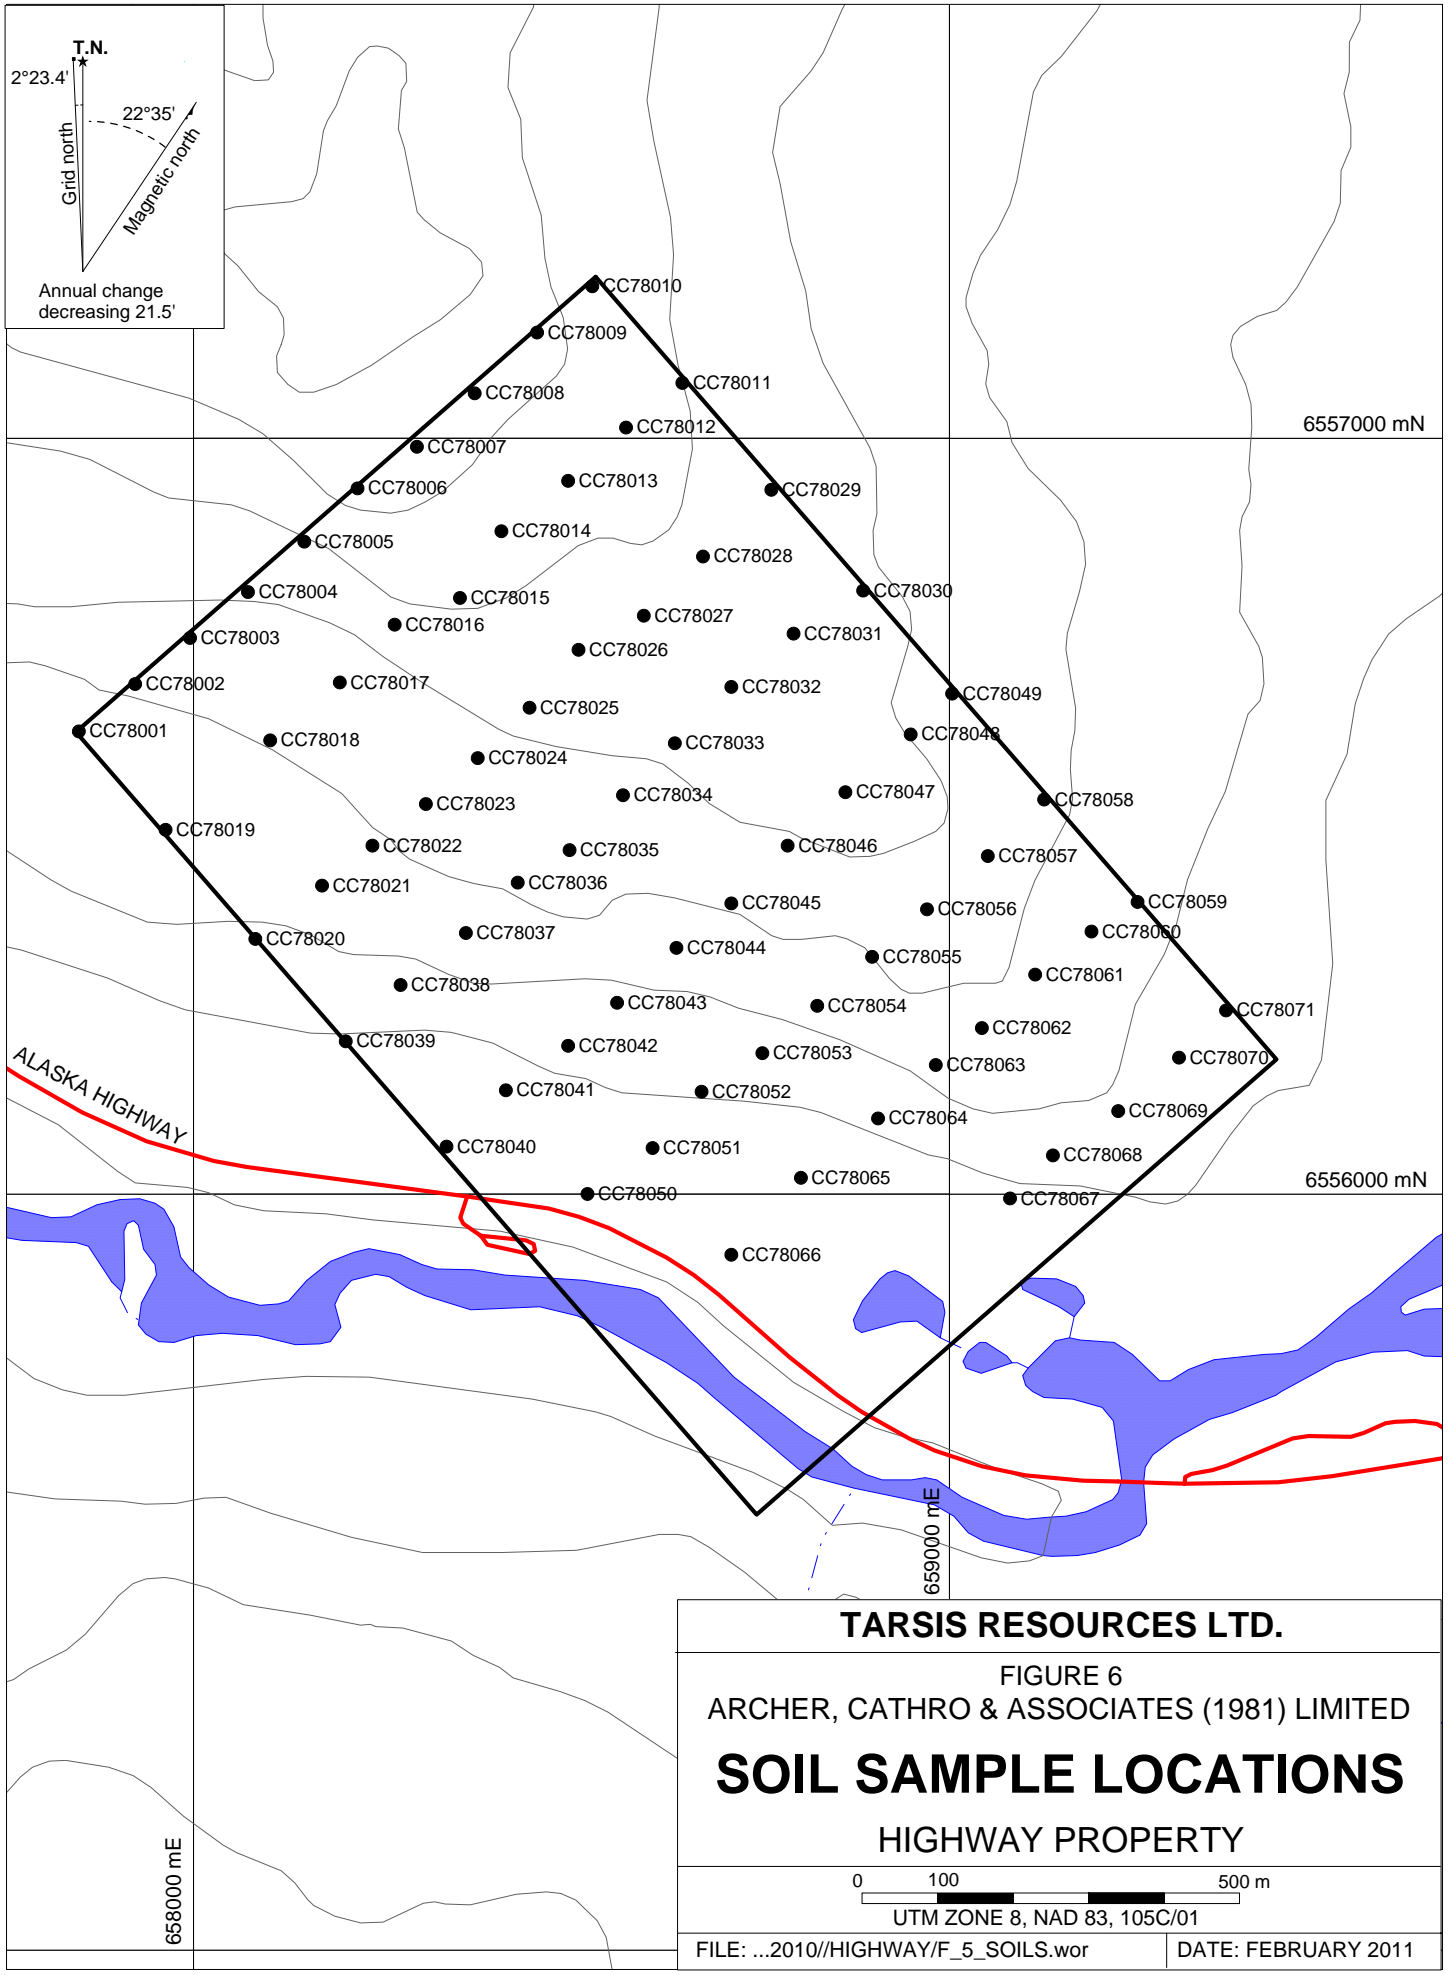 T.N.
2°23.4'
22°35'
Grid north
Magnetic north
Annual change
decreasing 21.5'
CC78010
CC78009
CC78011
CC78008
CC78012
6557000 mN
CC78007
CC78013
CC78006
CC78029
CC78014
CC78005
CC78028
CC78004
CC78030
CC78015
CC78027
CC78016
CC78031
CC78003
CC78026
CC78002
CC78017
CC78032
CC78049
CC78025
CC78001
CC78018
CC78048
CC78033
CC78024
CC78047
CC78034
CC78058
CC78023
CC78019
CC78022
CC78046
CC78035
CC78057
CC78036
CC78021
CC78059
CC78045
CC78056
CC78060
CC78037
CC78020
CC78044
CC78055
CC78061
CC78038
CC78043
CC78054
CC78071
CC78062
CC78039
CC78042
CC78053
CC78070
CC78063
ALASKA HIGHWAY
CC78041
CC78052
CC78069
CC78064
CC78040
CC78051
CC78068
CC78065
6556000 mN
CC78050
CC78067
CC78066
659000 mE
658000 mE
TARSIS RESOURCES LTD.
FIGURE 6
ARCHER, CATHRO & ASSOCIATES (1981) LIMITED
SOIL SAMPLE LOCATIONS
HIGHWAY PROPERTY
0 100 500 m
UTM ZONE 8, NAD 83, 105C/01
FILE: ...2010//HIGHWAY/F_5_SOILS.wor
DATE: FEBRUARY 2011